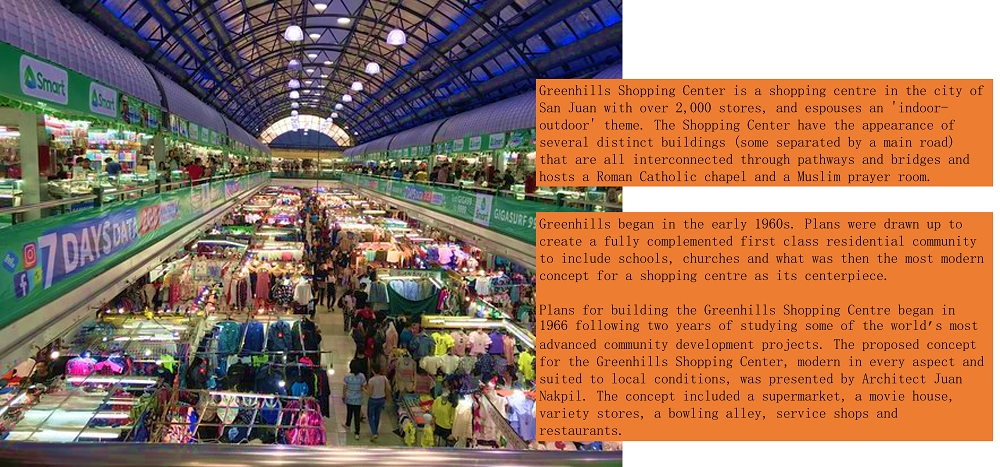 Smart
7 DAYS DATA
GIGASURF 99
Smart
Greenhills Shopping Center is a shopping centre in the city of
San Juan with over 2,000 stores, and espouses an 'indoor-
outdoor' theme. The Shopping Center have the appearance of
several distinct buildings (some separated by a main road)
that are all interconnected through pathways and bridges and
hosts a Roman Catholic chapel and a Muslim prayer room.
Greenhills began in the early 1960s. Plans were drawn up to
create a fully complemented first class residential community
to include schools, churches and what was then the most modern
concept for a shopping centre as its centerpiece.
Plans for building the Greenhills Shopping Centre began in
1966 following two years of studying some of the world's most
advanced community development projects. The proposed concept
for the Greenhills Shopping Center, modern in every aspect and
suited to local conditions, was presented by Architect Juan
Nakpil. The concept included a supermarket, a movie house,
variety stores, a bowling alley, service shops and
restaurants.